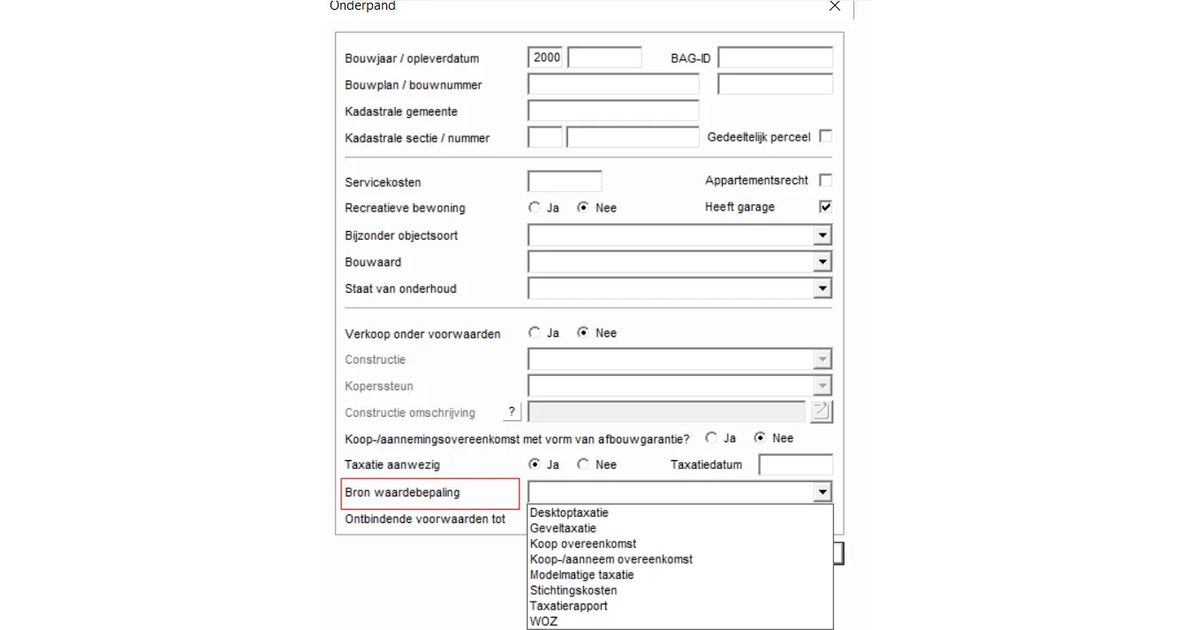 Onderpand
Bouwjaar / opleverdatum 2000 BAG-ID
Bouwplan / bouwnummer
Kadastrale gemeente
Kadastrale sectie / nummer Gedeeltelijk perceel
Servicekosten Appartementsrecht
Recreatieve bewoning Ja Nee Heeft garage
Bijzonder objectsoort
Bouwaard
Staat van onderhoud
Verkoop onder voorwaarden Ja Nee
Constructie
Koperssteun
Constructie omschrijving ?
Koop-/aannemingsovereenkomst met vorm van afbouwgarantie? Ja Nee
Taxatie aanwezig Ja Nee Taxatiedatum
Bron waardebepaling
Ontbindende voorwaarden tot
Desktoptaxatie
Geveltaxatie
Koop overeenkomst
Koop-/aanneem overeenkomst
Modelmatige taxatie
Stichtingskosten
Taxatierapport
WOZ